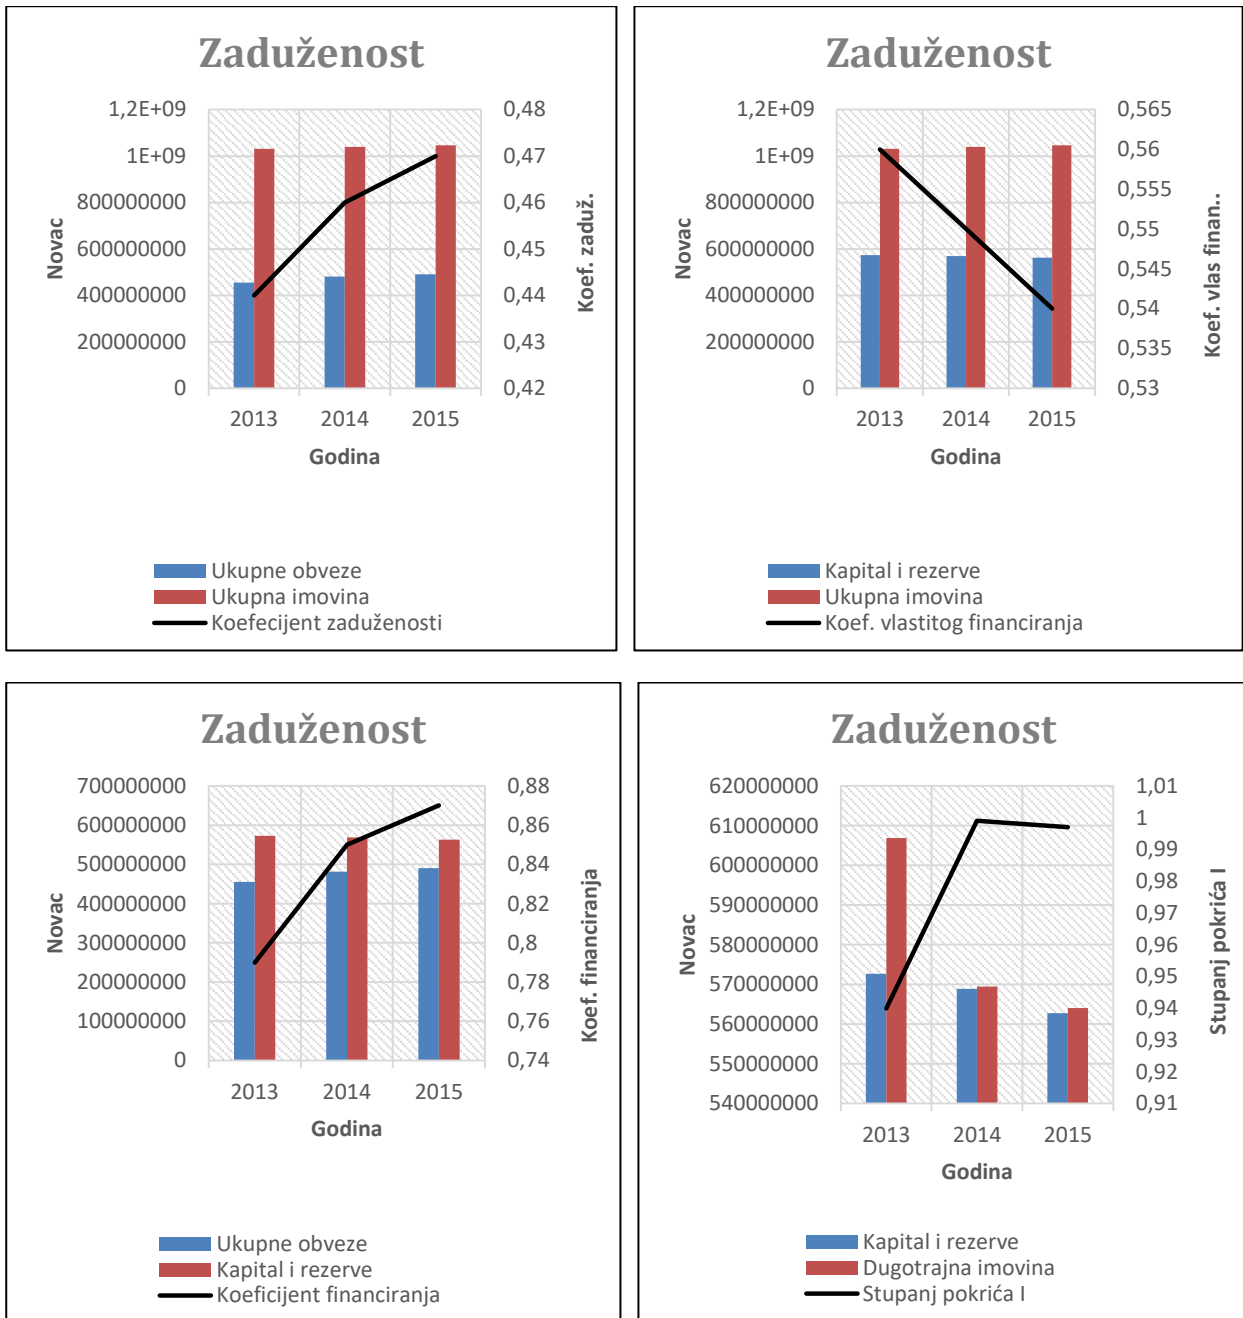 Zaduženost
1,2E+09
1E+09
800000000
600000000
400000000
200000000
0
Novac
0,48
0,47
0,46
0,45
0,44
0,43
0,42
Koef. zaduž.
2013 2014 2015
Godina
Ukupne obveze
Ukupna imovina
Koefecijent zaduženosti
Zaduženost
1,2E+09
1E+09
800000000
600000000
400000000
200000000
0
Novac
0,565
0,56
0,555
0,55
0,545
0,54
0,535
0,53
Koef. vlas finan..
2013 2014 2015
Godina
Kapital i rezerve
Ukupna imovina
Koef. vlastitog financiranja
Zaduženost
700000000
600000000
500000000
400000000
300000000
200000000
100000000
0
Novac
0,88
0,86
0,84
0,82
0,8
0,78
0,76
0,74
Koef. financiranja
2013 2014 2015
Godina
Ukupne obveze
Kapital i rezerve
Koeficijent financiranja
Zaduženost
620000000
610000000
600000000
590000000
580000000
570000000
560000000
550000000
540000000
Novac
1,01
1
0,99
0,98
0,97
0,96
0,95
0,94
0,93
0,92
0,91
Stupanj pokrića I
2013 2014 2015
Godina
Kapital i rezerve
Dugotrajna imovina
Stupanj pokrića I